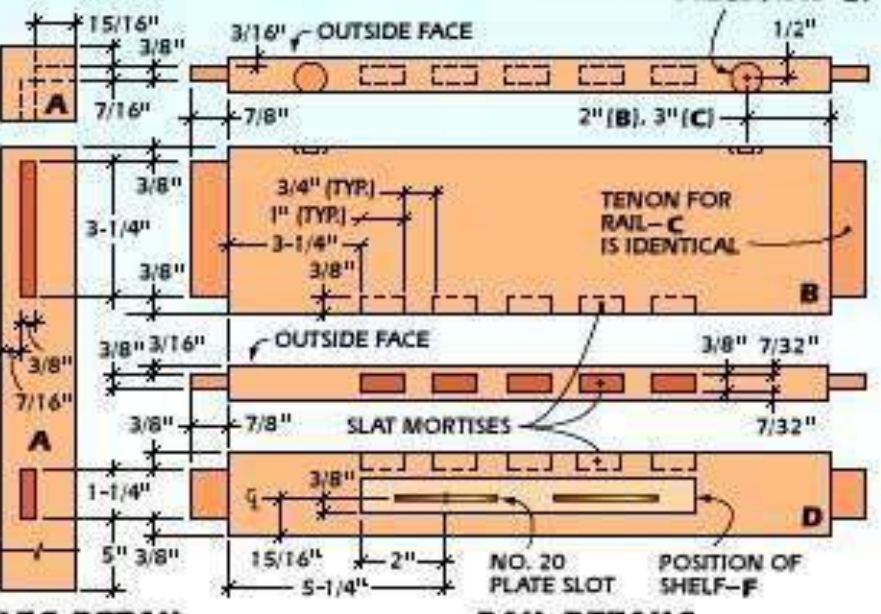 15/16"
3/8"
A
7/16"
3/16"
OUTSIDE FACE
1/2"
7/8"
2"(B), 3"(C)
3/8"
3-1/4"
3/8"
3/4" (TYP.)
1" (TYP.)
3-1/4"
3/8"
TENON FOR
RAIL–C
IS IDENTICAL
B
3/8"
3/16"
OUTSIDE FACE
3/8"
7/32"
3/8"
7/16"
A
3/8"
7/8"
SLAT MORTISES
7/32"
1-1/4"
3/8"
℄
D
5"
3/8"
15/16"
2"
5-1/4"
NO. 20
PLATE SLOT
POSITION OF
SHELF–F